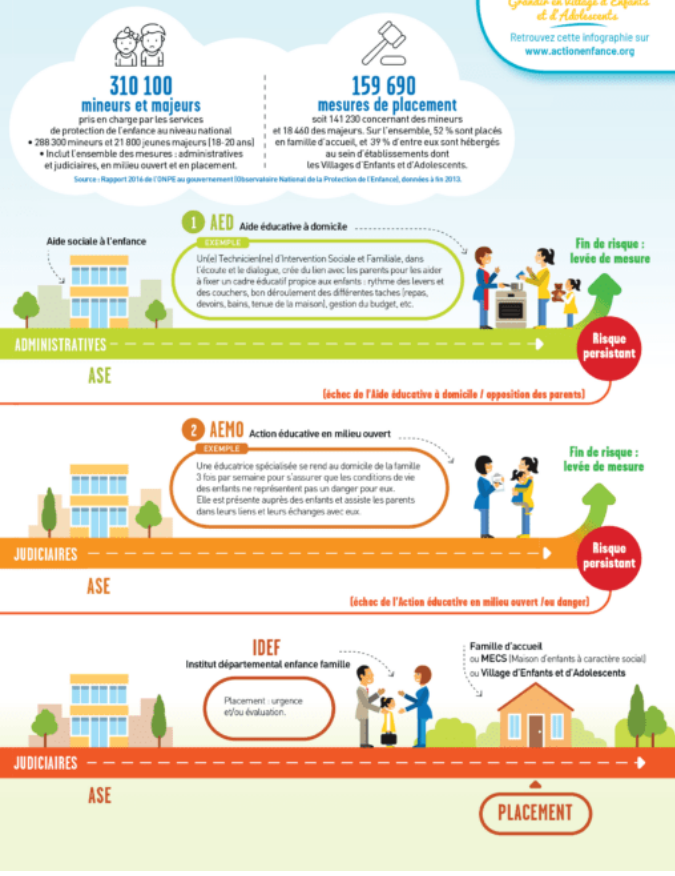 Grandir en Village d'Enfants
et d'Adolescents
Retrouvez cette infographie sur
www.actionenfance.org
310 100
mineurs et majeurs
pris en charge par les services
de protection de l'enfance au niveau national
• 288 300 mineurs et 21 800 jeunes majeurs (18-20 ans)
• Inclut l'ensemble des mesures : administratives
et judiciaires, en milieu ouvert et en placement.
159 690
mesures de placement
soit 141 230 concernant des mineurs
et 18 460 des majeurs. Sur l'ensemble, 52 % sont placés
en famille d'accueil, et 39 % d'entre eux sont hébergés
au sein d'établissements dont
les Villages d'Enfants et d'Adolescents.
Source : Rapport 2016 de l'ONPE au gouvernement (Observatoire National de la Protection de l'Enfance), données à fin 2013.
1 AED Aide éducative à domicile
Aide sociale à l'enfance
EXEMPLE
Un(e) Technicien(ne) d'Intervention Sociale et Familiale, dans
l'écoute et le dialogue, crée du lien avec les parents pour les aider
à fixer un cadre éducatif propice aux enfants : rythme des levers et
des couchers, bon déroulement des différentes taches (repas,
devoirs, bains, tenue de la maison), gestion du budget, etc.
Fin de risque :
levée de mesure
ADMINISTRATIVES
Risque
persistant
ASE
(échec de l'Aide éducative à domicile / opposition des parents)
2 AEMO Action éducative en milieu ouvert
EXEMPLE
Une éducatrice spécialisée se rend au domicile de la famille
3 fois par semaine pour s'assurer que les conditions de vie
des enfants ne représentent pas un danger pour eux.
Elle est présente auprès des enfants et assiste les parents
dans leurs liens et leurs échanges avec eux.
Fin de risque :
levée de mesure
JUDICIAIRES
Risque
persistant
ASE
(échec de l'Action éducative en milieu ouvert /ou danger)
IDEF
Institut départemental enfance famille
Placement : urgence
et/ou évaluation.
Famille d'accueil
ou MECS (Maison d'enfants à caractère social)
ou Village d'Enfants et d'Adolescents
JUDICIAIRES
ASE
PLACEMENT